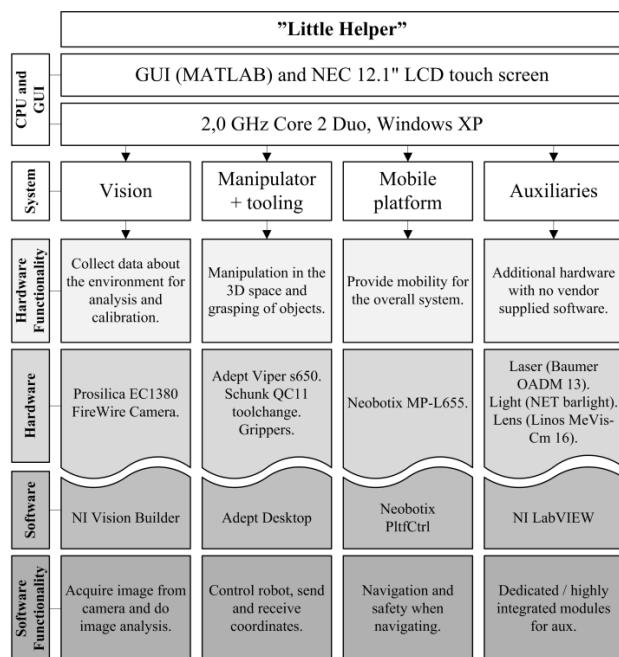 ”Little Helper”
CPU and
GUI
GUI (MATLAB) and NEC 12.1" LCD touch screen
2,0 GHz Core 2 Duo, Windows XP
System
Vision
Manipulator
+ tooling
Mobile
platform
Auxiliaries
Hardware
Functionality
Collect data about
the environment for
analysis and
calibration.
Manipulation in the
3D space and
grasping of objects.
Provide mobility for
the overall system.
Additional hardware
with no vendor
supplied software.
Hardware
Prosilica EC1380
FireWire Camera.
Adept Viper s650.
Schunk QC11
toolchange.
Grippers.
Neobotix MP-L655.
Laser (Baumer
OADM 13).
Light (NET barlight).
Lens (Linos MeVis-
Cm 16).
Software
NI Vision Builder
Adept Desktop
Neobotix
PltfCtrl
NI LabVIEW
Software
Functionality
Acquire image from
camera and do
image analysis.
Control robot, send
and receive
coordinates.
Navigation and
safety when
navigating.
Dedicated / highly
integrated modules
for aux.